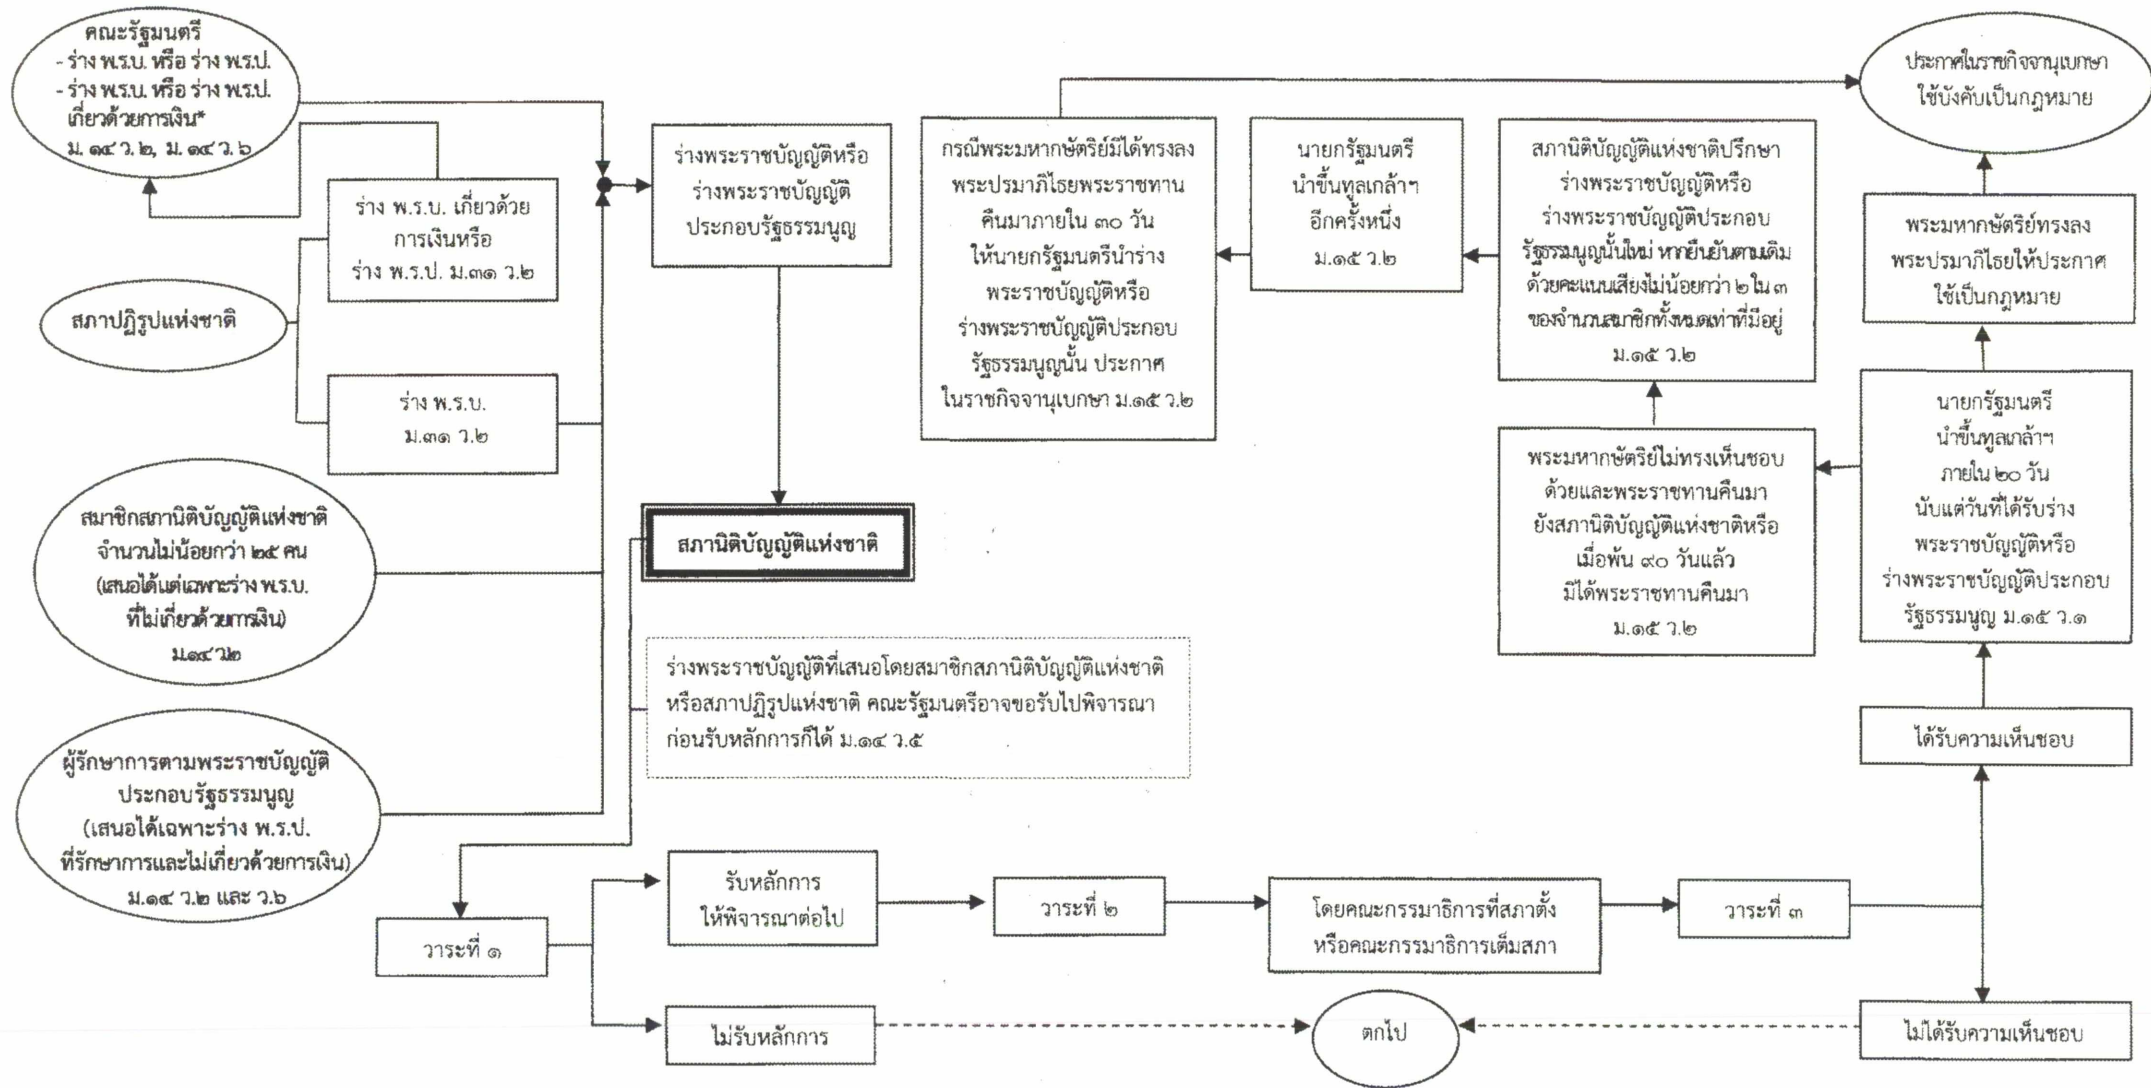 คณะรัฐมนตรี
- ร่าง พ.ร.บ. หรือ ร่าง พ.ร.ป.
- ร่าง พ.ร.บ. หรือ ร่าง พ.ร.ป.
เกี่ยวด้วยการเงิน*
ม. ๑๔ ว. ๒, ม. ๑๔ ว. ๖
ร่าง พ.ร.บ. เกี่ยวด้วย
การเงินหรือ
ร่าง พ.ร.ป. ม.๓๑ ว.๒
สภาปฏิรูปแห่งชาติ
ร่าง พ.ร.บ.
ม.๓๑ ว.๒
สมาชิกสภานิติบัญญัติแห่งชาติ
จำนวนไม่น้อยกว่า ๒๕ คน
(เสนอได้แต่เฉพาะร่าง พ.ร.บ.
ที่ไม่เกี่ยวด้วยการเงิน)
ม.๑๔ ว.๒
ผู้รักษาการตามพระราชบัญญัติ
ประกอบรัฐธรรมนูญ
(เสนอได้เฉพาะร่าง พ.ร.ป.
ที่รักษาการและไม่เกี่ยวด้วยการเงิน)
ม.๑๔ ว.๒ และ ว.๖
ร่างพระราชบัญญัติหรือ
ร่างพระราชบัญญัติ
ประกอบรัฐธรรมนูญ
สภานิติบัญญัติแห่งชาติ
ร่างพระราชบัญญัติที่เสนอโดยสมาชิกสภานิติบัญญัติแห่งชาติ
หรือสภาปฏิรูปแห่งชาติ คณะรัฐมนตรีอาจขอรับไปพิจารณา
ก่อนรับหลักการก็ได้ ม.๑๔ ว.๕
วาระที่ ๑
รับหลักการ
ให้พิจารณาต่อไป
ไม่รับหลักการ
วาระที่ ๒
โดยคณะกรรมาธิการที่สภาตั้ง
หรือคณะกรรมาธิการเต็มสภา
วาระที่ ๓
ตกไป
ไม่ได้รับความเห็นชอบ
ได้รับความเห็นชอบ
นายกรัฐมนตรี
นำขึ้นทูลเกล้าฯ
ภายใน ๒๐ วัน
นับแต่วันที่ได้รับร่าง
พระราชบัญญัติหรือ
ร่างพระราชบัญญัติประกอบ
รัฐธรรมนูญ ม.๑๕ ว.๑
พระมหากษัตริย์ทรงลง
พระปรมาภิไธยให้ประกาศ
ใช้เป็นกฎหมาย
ประกาศในราชกิจจานุเบกษา
ใช้บังคับเป็นกฎหมาย
พระมหากษัตริย์ไม่ทรงเห็นชอบ
ด้วยและพระราชทานคืนมา
ยังสภานิติบัญญัติแห่งชาติหรือ
เมื่อพ้น ๙๐ วันแล้ว
มิได้พระราชทานคืนมา
ม.๑๕ ว.๒
สภานิติบัญญัติแห่งชาติปรึกษา
ร่างพระราชบัญญัติหรือ
ร่างพระราชบัญญัติประกอบ
รัฐธรรมนูญนั้นใหม่ หากยืนยันตามเดิม
ด้วยคะแนนเสียงไม่น้อยกว่า ๒ ใน ๓
ของจำนวนสมาชิกทั้งหมดเท่าที่มีอยู่
ม.๑๕ ว.๒
นายกรัฐมนตรี
นำขึ้นทูลเกล้าฯ
อีกครั้งหนึ่ง
ม.๑๕ ว.๒
กรณีพระมหากษัตริย์มิได้ทรงลง
พระปรมาภิไธยพระราชทาน
คืนมาภายใน ๓๐ วัน
ให้นายกรัฐมนตรีนำร่าง
พระราชบัญญัติหรือ
ร่างพระราชบัญญัติประกอบ
รัฐธรรมนูญนั้น ประกาศ
ในราชกิจจานุเบกษา ม.๑๕ ว.๒